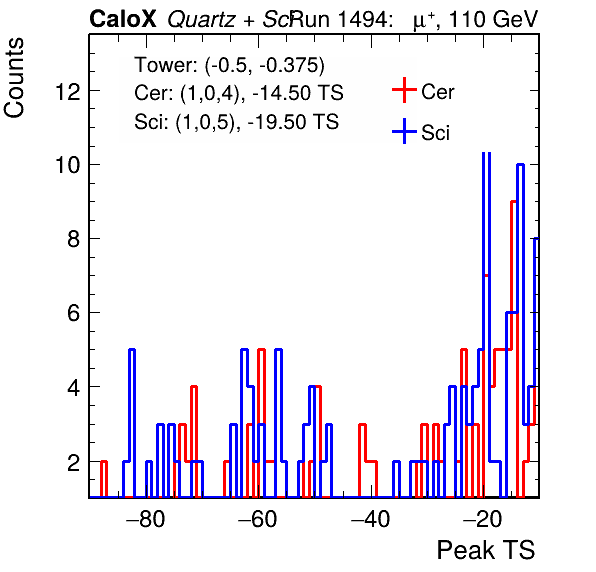 CaloX Quartz + Sci Run 1494: μ+, 110 GeV
Counts
Tower: (-0.5, -0.375)
Cer: (1,0,4), -14.50 TS
Sci: (1,0,5), -19.50 TS
Cer
Sci
12
10
8
6
4
2
−80 −60 −40 −20
Peak TS